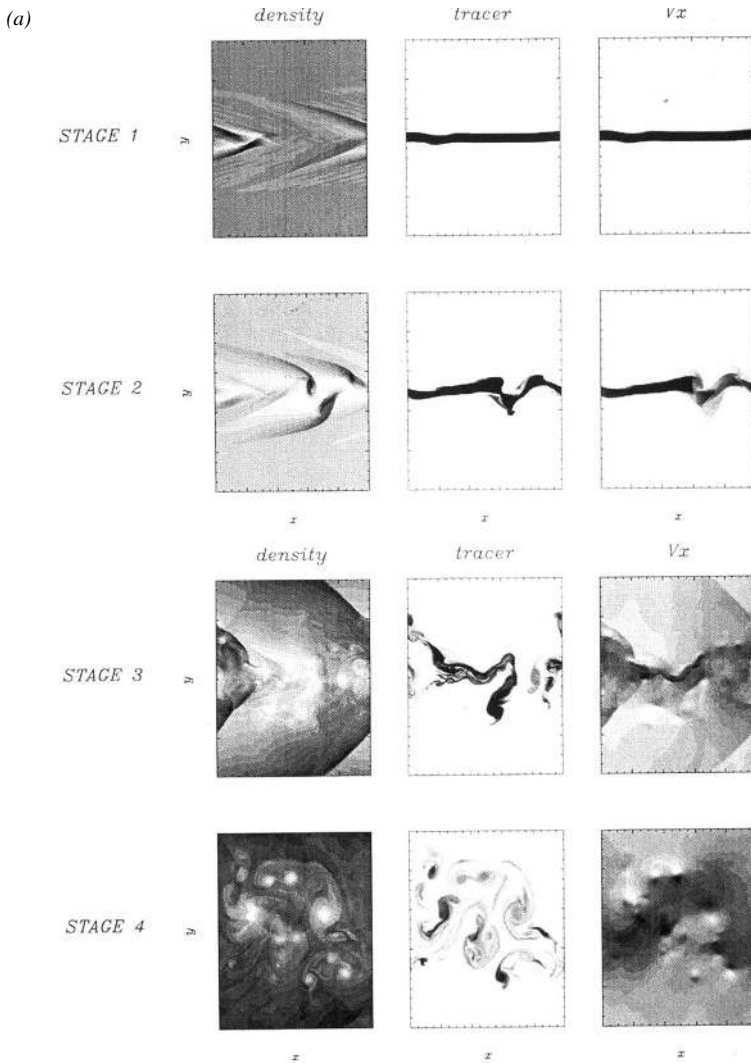 (a)
density tracer Vx
STAGE 1 y
STAGE 2 y
x x x
density tracer Vx
STAGE 3 y
STAGE 4 y
x x x